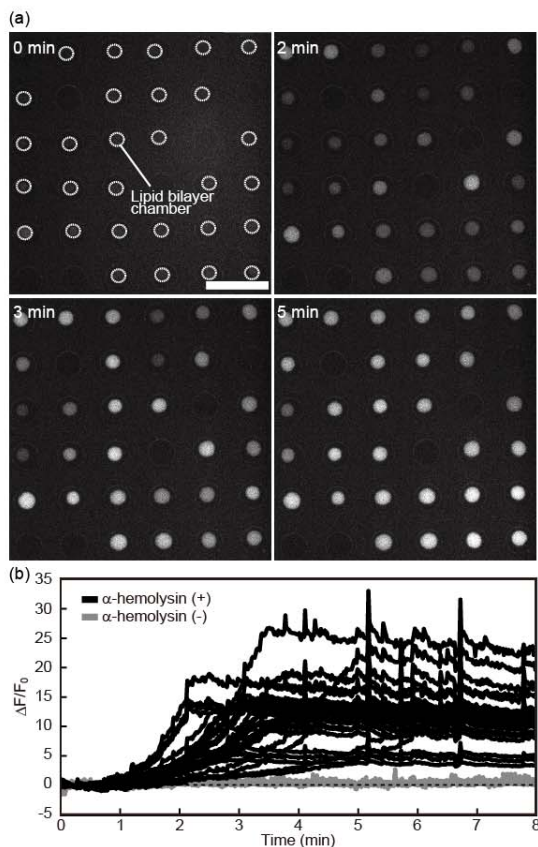 (a)
0 min
2 min
Lipid bilayer
chamber
3 min
5 min
(b)
35
30
25
20
15
10
5
0
-5
ΔF/F0
α-hemolysin (+)
α-hemolysin (-)
0 1 2 3 4 5 6 7 8
Time (min)